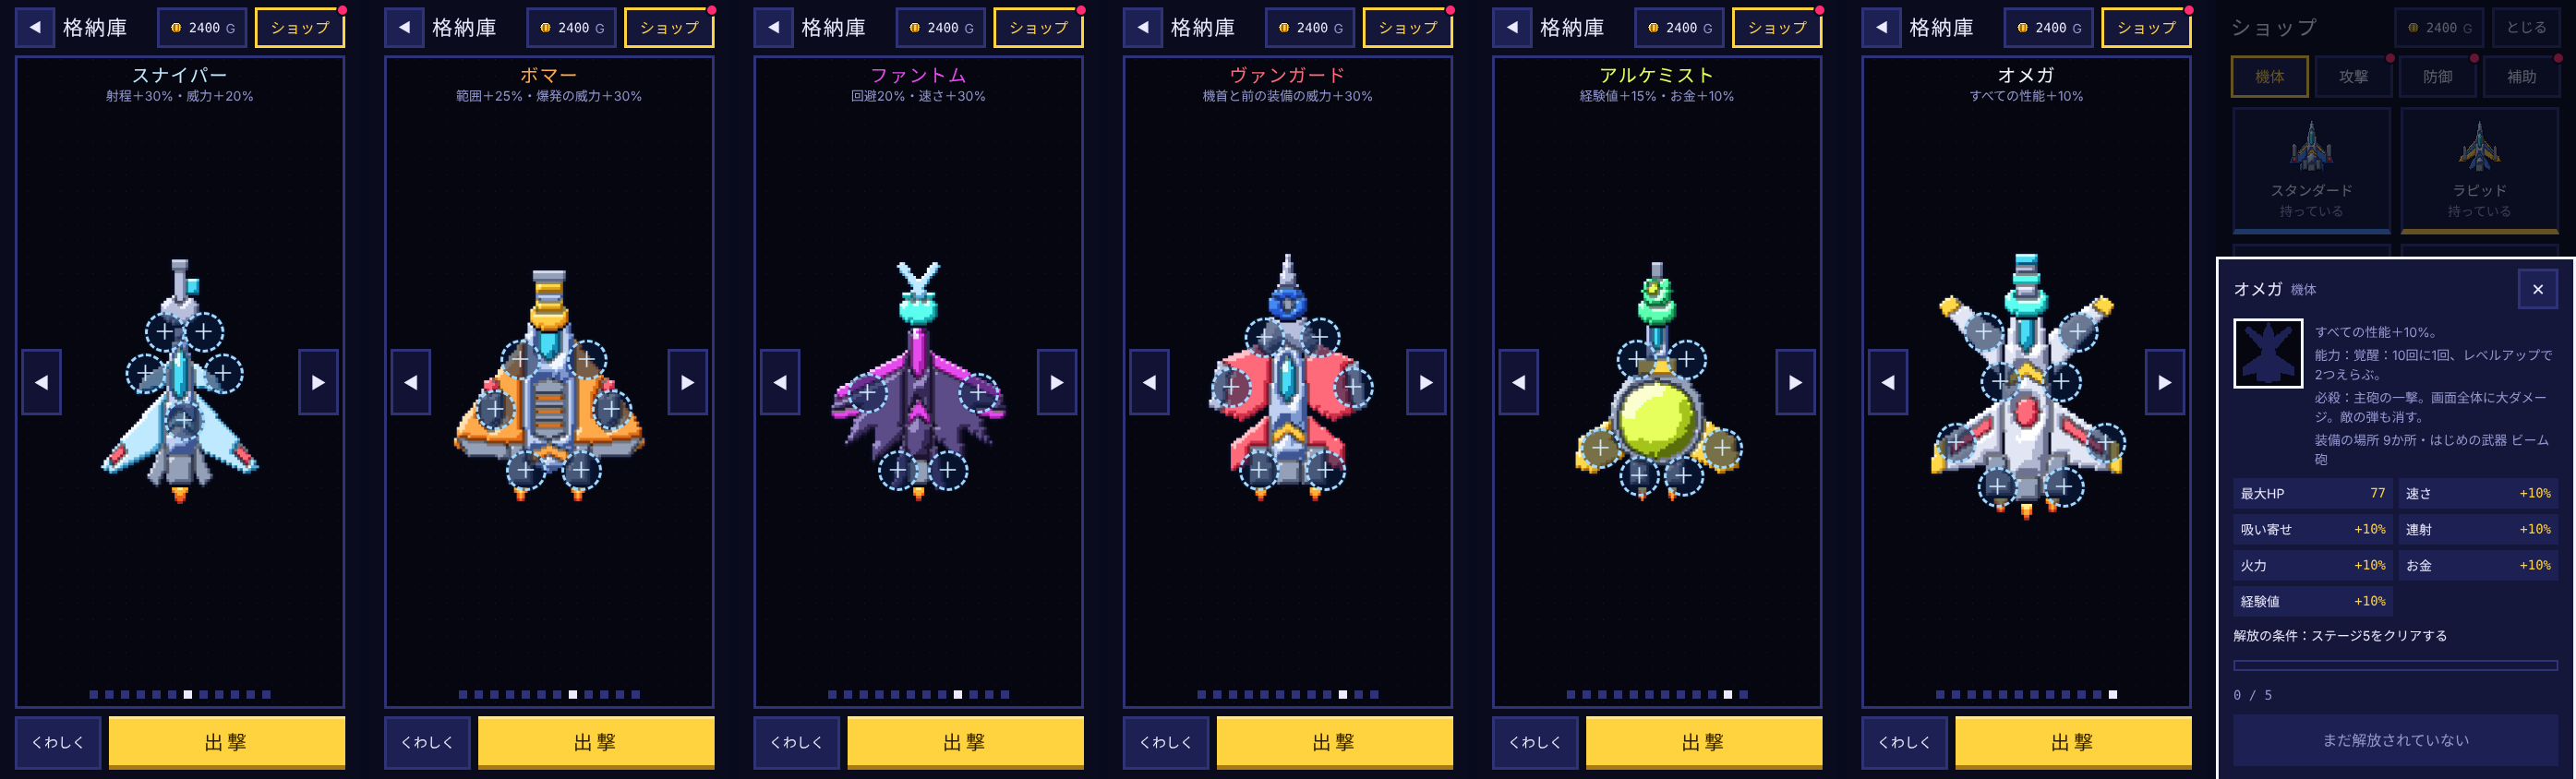 格納庫
2400 G
ショップ
スナイパー
射程+30%・威力+20%
くわしく
出撃
格納庫
2400 G
ショップ
ボマー
範囲+25%・爆発の威力+30%
くわしく
出撃
格納庫
2400 G
ショップ
ファントム
回避20%・速さ+30%
くわしく
出撃
格納庫
2400 G
ショップ
ヴァンガード
機首と前の装備の威力+30%
くわしく
出撃
格納庫
2400 G
ショップ
アルケミスト
経験値+15%・お金+10%
くわしく
出撃
格納庫
2400 G
ショップ
オメガ
すべての性能+10%
くわしく
出撃
ショップ
2400 G
とじる
機体
攻撃
防御
補助
スタンダード
持っている
ラピッド
持っている
オメガ 機体
すべての性能+10%。
能力：覚醒：10回に1回、レベルアップで
2つえらぶ。
必殺：主砲の一撃。画面全体に大ダメー
ジ。敵の弾も消す。
装備の場所 9か所・はじめの武器 ビーム
砲
最大HP 77
速さ +10%
吸い寄せ +10%
連射 +10%
火力 +10%
お金 +10%
経験値 +10%
解放の条件：ステージ5をクリアする
0 / 5
まだ解放されていない